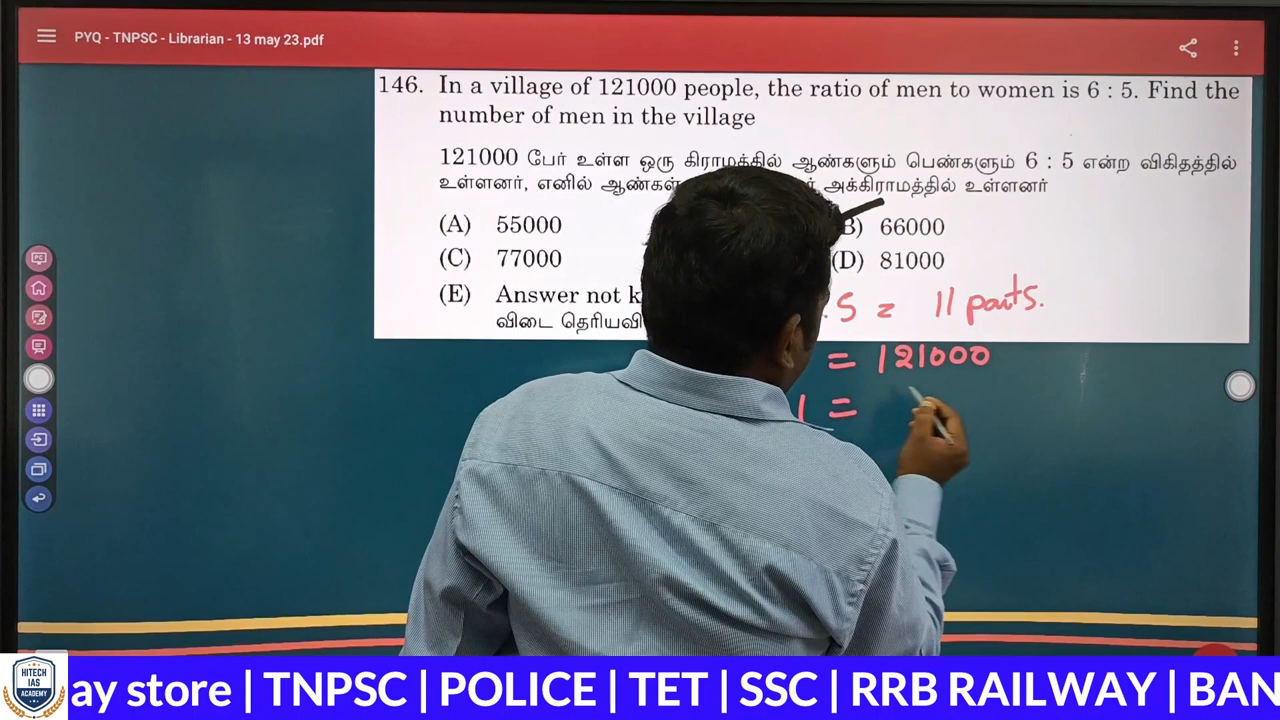 PYQ - TNPSC - Librarian - 13 may 23.pdf
146. In a village of 121000 people, the ratio of men to women is 6 : 5. Find the
number of men in the village
121000 பேர் உள்ள ஒரு கிராமத்தில் ஆண்களும் பெண்களும் 6 : 5 என்ற விகிதத்தில்
உள்ளனர், எனில் ஆண்கள் அக்கிராமத்தில் உள்ளனர்
(A) 55000 B) 66000
(C) 77000 (D) 81000
(E) Answer not
விடை
5 = 11 parts.
= 121000
1 =
HITECH
IAS
ACADEMY
ay store | TNPSC | POLICE | TET | SSC | RRB RAILWAY | BAN